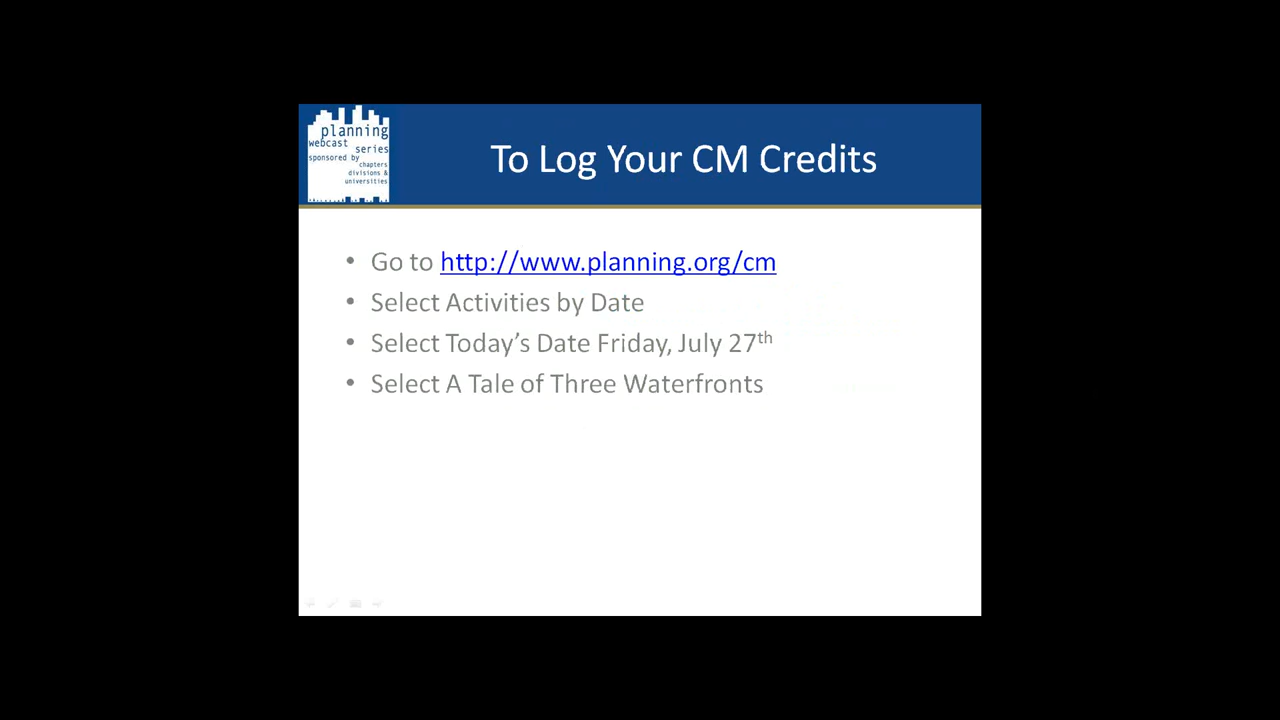 planning
webcast series
sponsored by
chapters
divisions &
universities
To Log Your CM Credits
• Go to http://www.planning.org/cm
• Select Activities by Date
• Select Today’s Date Friday, July 27th
• Select A Tale of Three Waterfronts